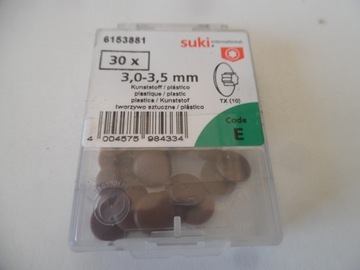 6153881
suki.
international
30 x
3,0-3,5 mm
Kunststoff / plástico
plastique / plastic
plastica / Kunststof
tworzywo sztuczne / plástico
TX (10)
Code
E
4 004575 984334